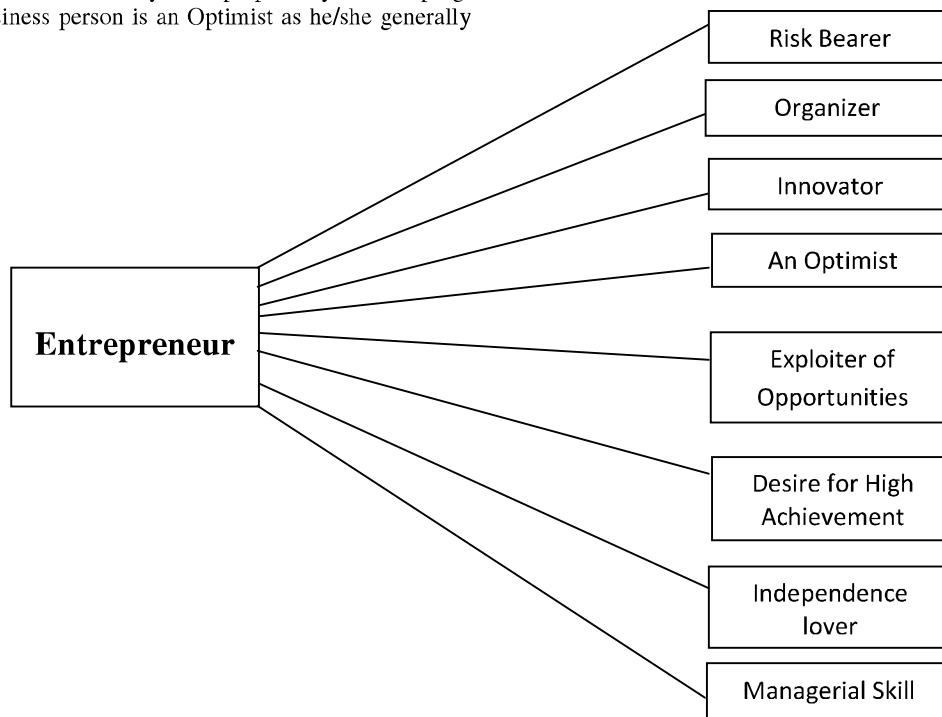 siness person is an Optimist as he/she generally
Risk Bearer
Organizer
Innovator
An Optimist
Entrepreneur
Exploiter of
Opportunities
Desire for High
Achievement
Independence
lover
Managerial Skill